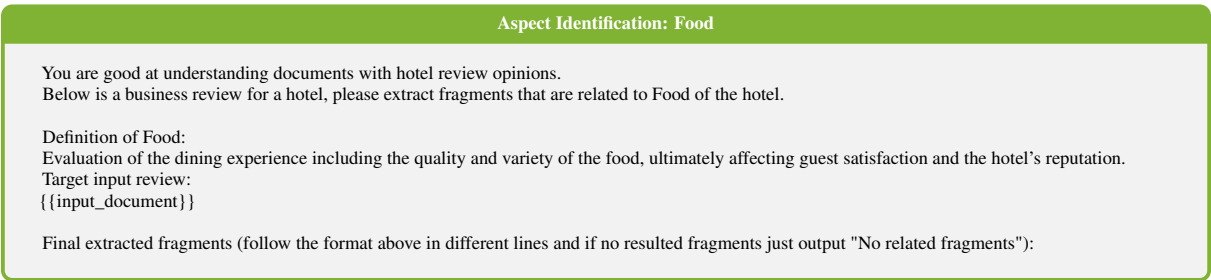 Aspect Identification: Food
You are good at understanding documents with hotel review opinions.
Below is a business review for a hotel, please extract fragments that are related to Food of the hotel.
Definition of Food:
Evaluation of the dining experience including the quality and variety of the food, ultimately affecting guest satisfaction and the hotel's reputation.
Target input review:
{{input_document}}
Final extracted fragments (follow the format above in different lines and if no resulted fragments just output "No related fragments"):